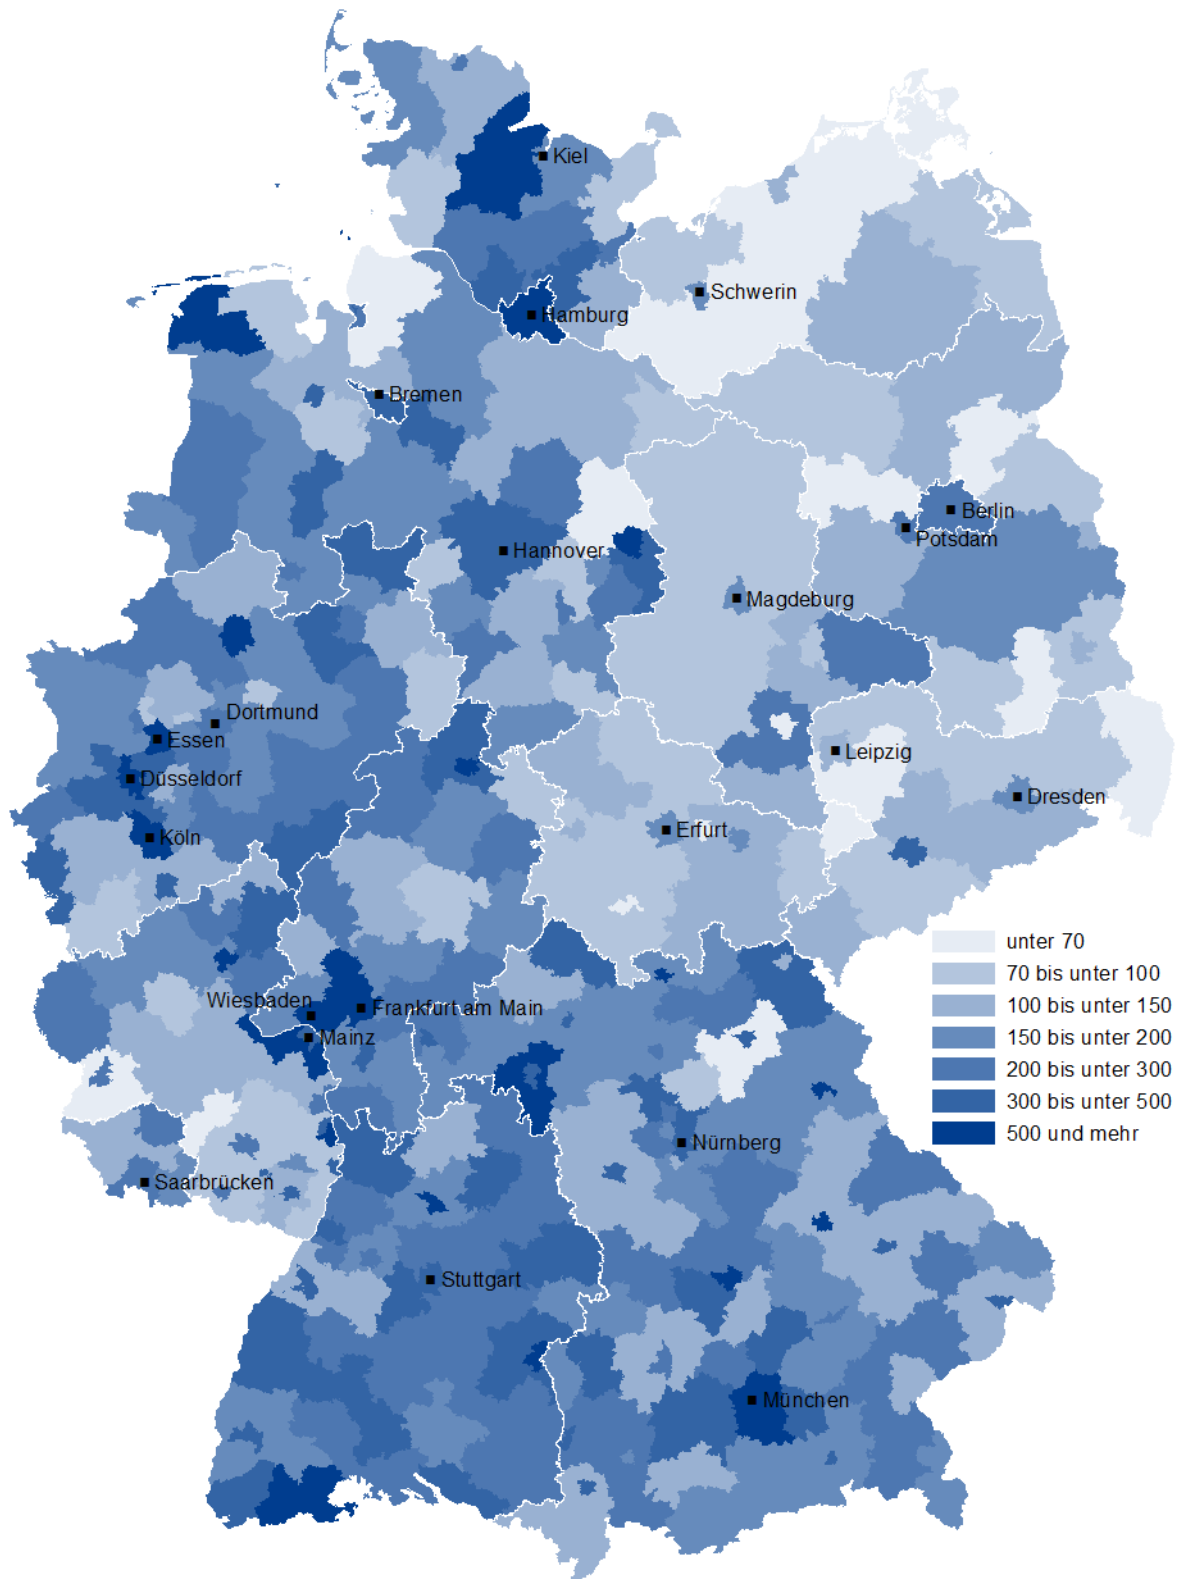 Kiel
Schwerin
Hamburg
Bremen
Berlin
Potsdam
Hannover
Magdeburg
Dortmund
Essen
Leipzig
Düsseldorf
Dresden
Erfurt
Köln
unter 70
70 bis unter 100
100 bis unter 150
150 bis unter 200
200 bis unter 300
300 bis unter 500
500 und mehr
Wiesbaden
Frankfurt am Main
Mainz
Nürnberg
Saarbrücken
Stuttgart
München